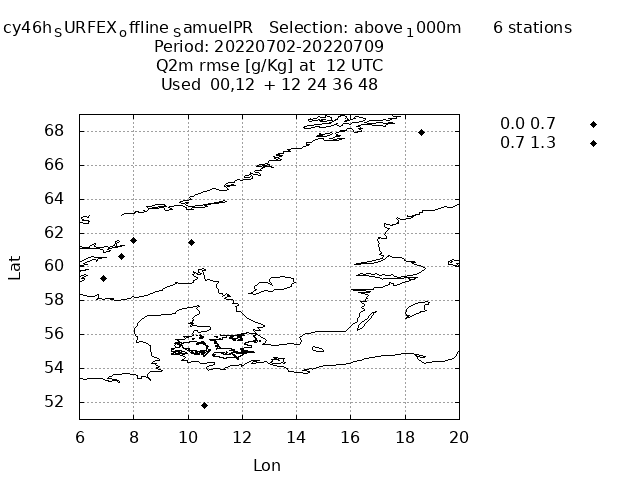 cy46h_SURFEX_offline_SamuelPR Selection: above_1000m 6 stations
Period: 20220702-20220709
Q2m rmse [g/Kg] at 12 UTC
Used 00,12 + 12 24 36 48
0.0 0.7
0.7 1.3
68
66
64
62
60
58
56
54
52
Lat
6 8 10 12 14 16 18 20
Lon